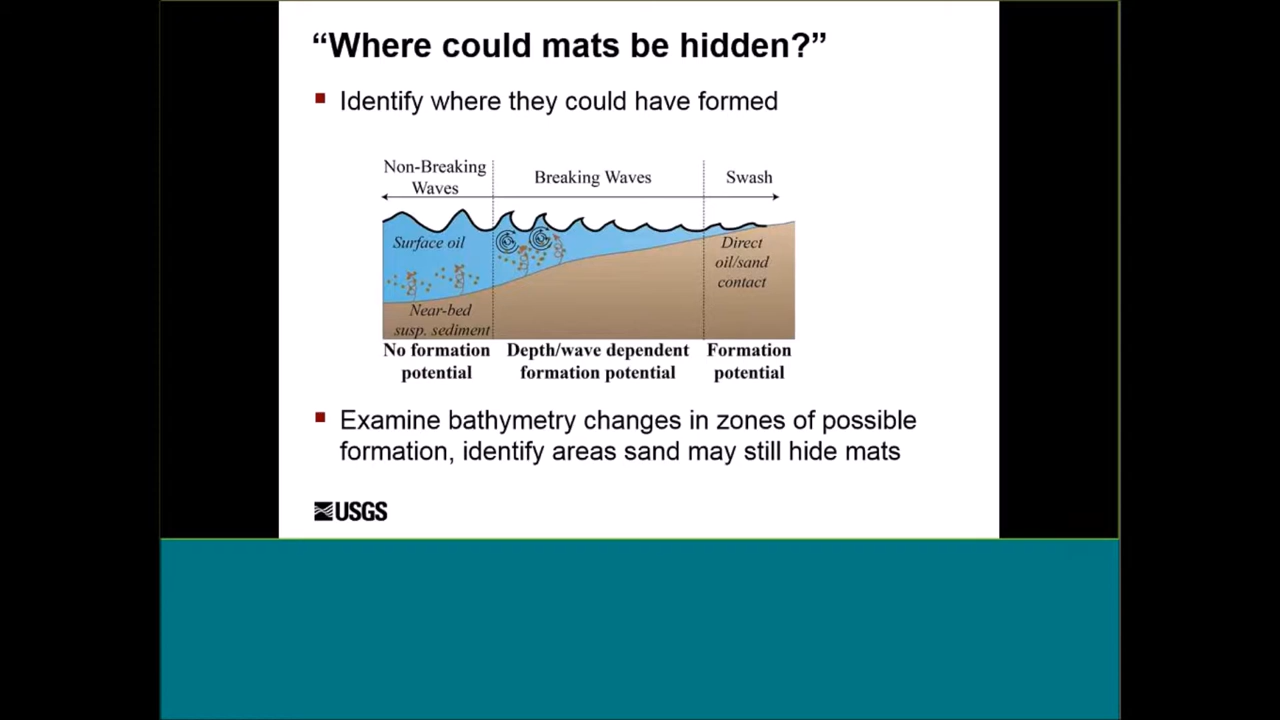 “Where could mats be hidden?”
Identify where they could have formed
Non-Breaking
Waves
Breaking Waves
Swash
Surface oil
Direct
oil/sand
contact
Near-bed
susp. sediment
No formation
potential
Depth/wave dependent
formation potential
Formation
potential
Examine bathymetry changes in zones of possible
formation, identify areas sand may still hide mats
USGS